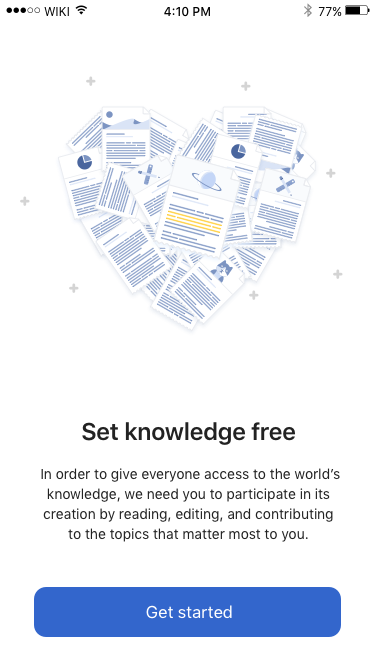 WIKI 4:10 PM 77%
Set knowledge free
In order to give everyone access to the world’s
knowledge, we need you to participate in its
creation by reading, editing, and contributing
to the topics that matter most to you.
Get started